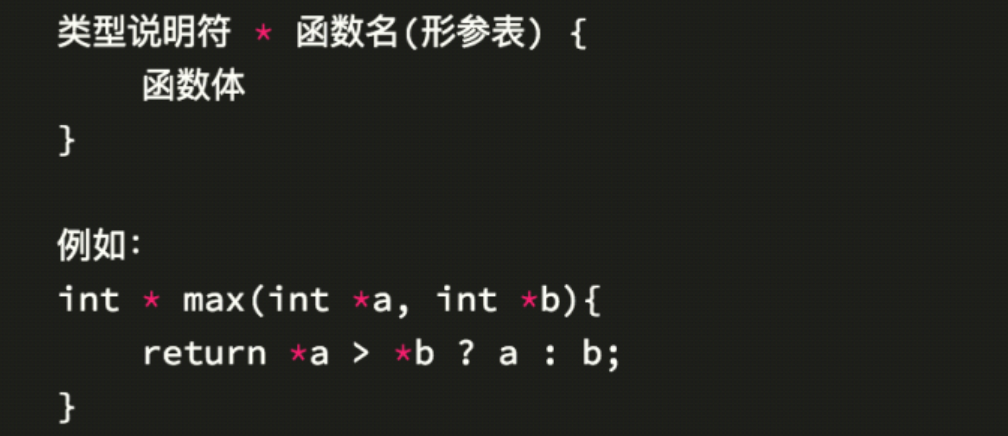 类型说明符 * 函数名(形参表) {
函数体
}
例如:
int * max(int *a, int *b){
return *a > *b ? a : b;
}